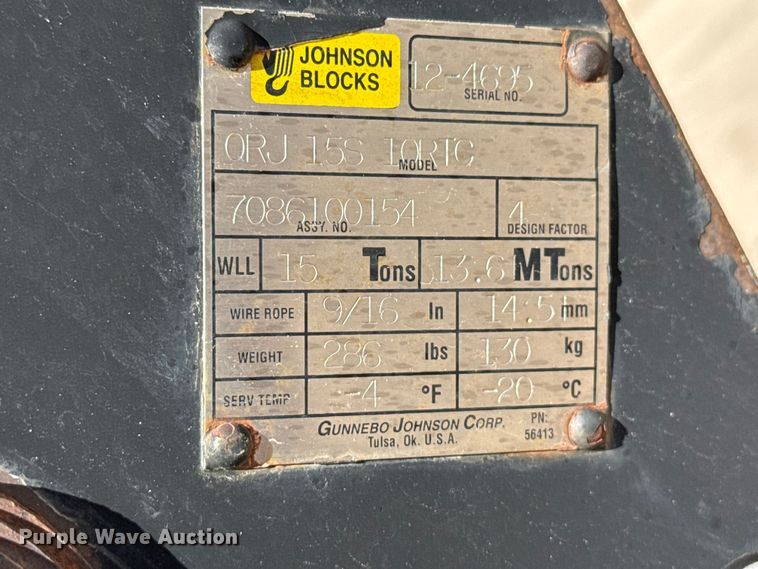 JOHNSON
BLOCKS
12-4695
SERIAL NO.
QRJ 15S 10RTC
MODEL
7086100154
ASSY. NO.
4
DESIGN FACTOR
WLL 15 Tons 13.6 MTons
WIRE ROPE 9/16 In 14.5 mm
WEIGHT 286 lbs 130 kg
SERV TEMP -4 °F -20 °C
GUNNEBO JOHNSON CORP.
Tulsa, Ok. U.S.A.
PN:
56413
Purple Wave Auction